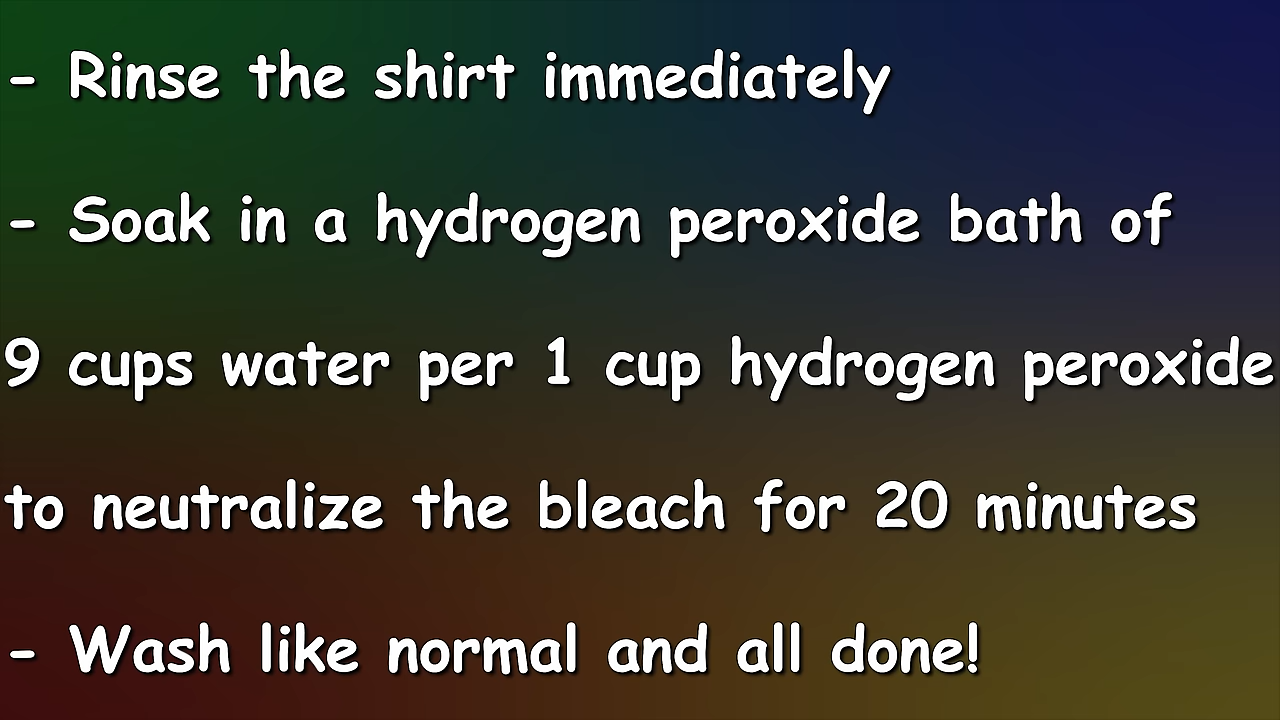 - Rinse the shirt immediately
- Soak in a hydrogen peroxide bath of
9 cups water per 1 cup hydrogen peroxide
to neutralize the bleach for 20 minutes
- Wash like normal and all done!